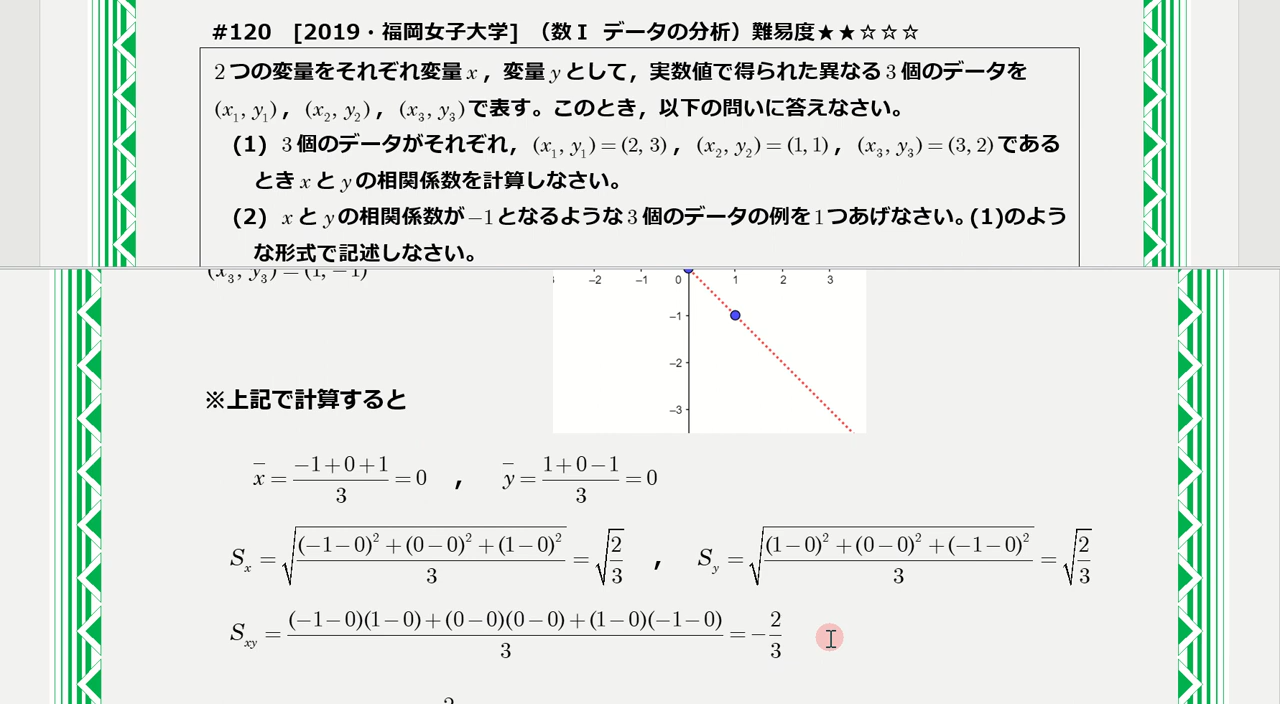 #120 [2019・福岡女子大学] （数Ⅰ データの分析）難易度★★☆☆☆
2つの変量をそれぞれ変量x，変量yとして，実数値で得られた異なる3個のデータを
(x₁, y₁)，(x₂, y₂)，(x₃, y₃)で表す。このとき，以下の問いに答えなさい。
(1) 3個のデータがそれぞれ，(x₁, y₁)=(2, 3)，(x₂, y₂)=(1, 1)，(x₃, y₃)=(3, 2)である
ときxとyの相関係数を計算しなさい。
(2) xとyの相関係数が−1となるような3個のデータの例を1つあげなさい。(1)のよう
な形式で記述しなさい。
(x₃, y₃)=(1, −1)
−2 −1 0 1 2 3
−1
−2
−3
※上記で計算すると
x̄ = (−1+0+1)/3 = 0 ， ȳ = (1+0−1)/3 = 0
Sₓ = √(((−1−0)²+(0−0)²+(1−0)²)/3) = √(2/3) ， S_y = √(((1−0)²+(0−0)²+(−1−0)²)/3) = √(2/3)
S_xy = ((−1−0)(1−0)+(0−0)(0−0)+(1−0)(−1−0))/3 = −2/3